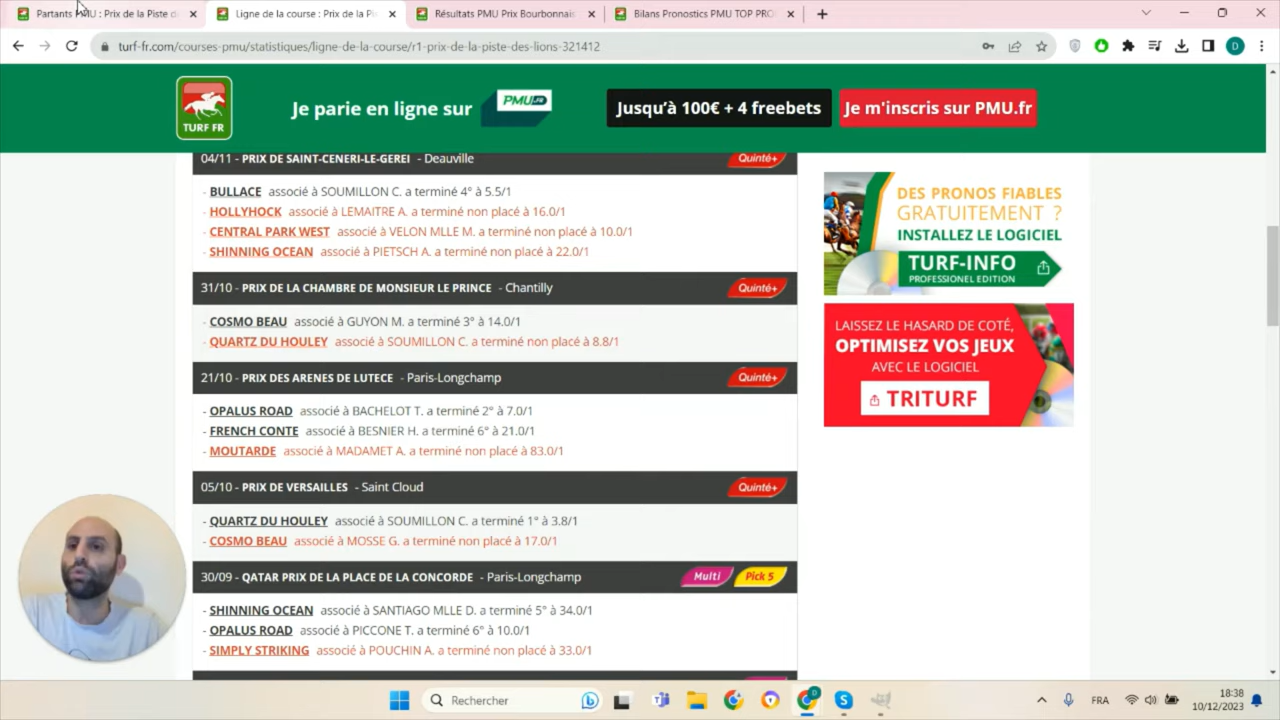 Partants PMU : Prix de la Piste d
Ligne de la course : Prix de la Pi
Résultats PMU Prix Bourbonnais
Bilans Pronostics PMU TOP PRO
turf-fr.com/courses-pmu/statistiques/ligne-de-la-course/r1-prix-de-la-piste-des-lions-321412
D
TURF FR
Je parie en ligne sur
PMU.fr
Jusqu'à 100€ + 4 freebets
Je m'inscris sur PMU.fr
04/11 - PRIX DE SAINT-CENERI-LE-GEREI - Deauville
Quinté+
- BULLACE associé à SOUMILLON C. a terminé 4° à 5.5/1
- HOLLYHOCK associé à LEMAITRE A. a terminé non placé à 16.0/1
- CENTRAL PARK WEST associé à VELON MLLE M. a terminé non placé à 10.0/1
- SHINNING OCEAN associé à PIETSCH A. a terminé non placé à 22.0/1
31/10 - PRIX DE LA CHAMBRE DE MONSIEUR LE PRINCE - Chantilly
Quinté+
- COSMO BEAU associé à GUYON M. a terminé 3° à 14.0/1
- QUARTZ DU HOULEY associé à SOUMILLON C. a terminé non placé à 8.8/1
21/10 - PRIX DES ARENES DE LUTECE - Paris-Longchamp
Quinté+
- OPALUS ROAD associé à BACHELOT T. a terminé 2° à 7.0/1
- FRENCH CONTE associé à BESNIER H. a terminé 6° à 21.0/1
- MOUTARDE associé à MADAMET A. a terminé non placé à 83.0/1
05/10 - PRIX DE VERSAILLES - Saint Cloud
Quinté+
- QUARTZ DU HOULEY associé à SOUMILLON C. a terminé 1° à 3.8/1
- COSMO BEAU associé à MOSSE G. a terminé non placé à 17.0/1
30/09 - QATAR PRIX DE LA PLACE DE LA CONCORDE - Paris-Longchamp
Multi
Pick 5
- SHINNING OCEAN associé à SANTIAGO MLLE D. a terminé 5° à 34.0/1
- OPALUS ROAD associé à PICCONE T. a terminé 6° à 10.0/1
- SIMPLY STRIKING associé à POUCHIN A. a terminé non placé à 33.0/1
DES PRONOS FIABLES
GRATUITEMENT ?
INSTALLEZ LE LOGICIEL
TURF-INFO
PROFESSIONEL EDITION
LAISSEZ LE HASARD DE COTÉ,
OPTIMISEZ VOS JEUX
AVEC LE LOGICIEL
TRITURF
Rechercher
D
FRA
18:38
10/12/2023